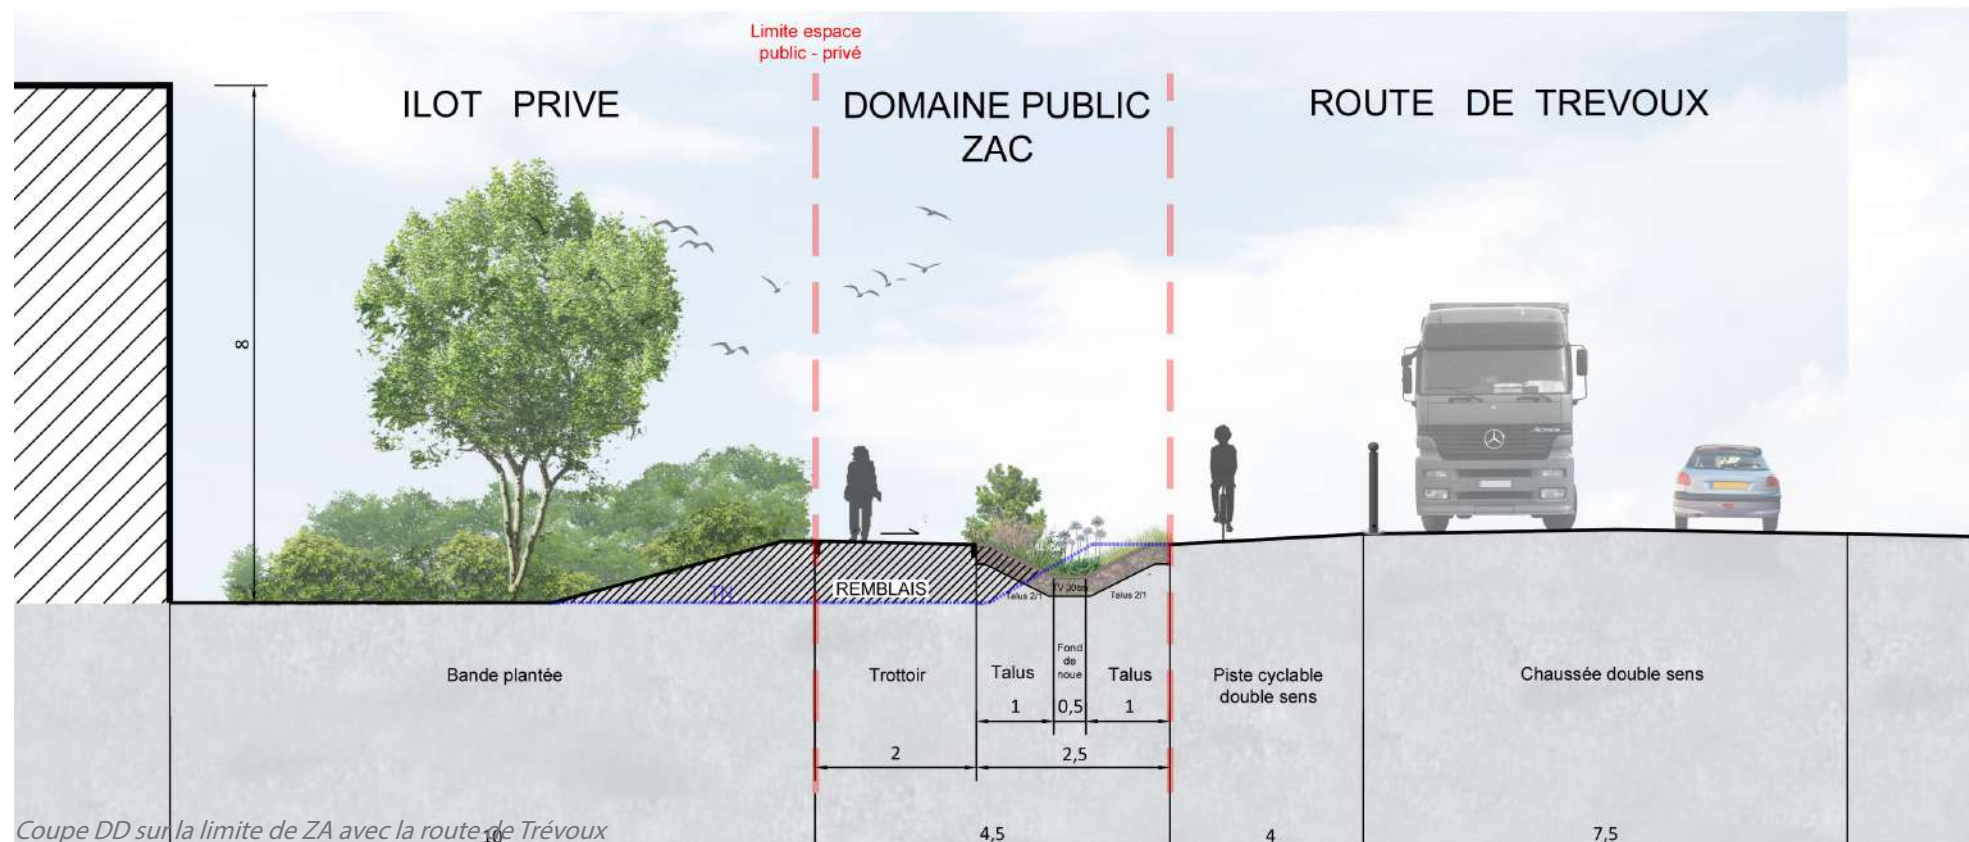 Limite espace
public - privé
ILOT PRIVE
DOMAINE PUBLIC
ZAC
ROUTE DE TREVOUX
8
TN
REMBLAIS
Talus 2/1
TV 30cm
Talus 2/1
Bande plantée
Trottoir
Talus
Fond
de
noue
Talus
Piste cyclable
double sens
Chaussée double sens
1
0,5
1
2
2,5
Coupe DD sur la limite de ZA avec la route de Trévoux
10
4,5
4
7,5